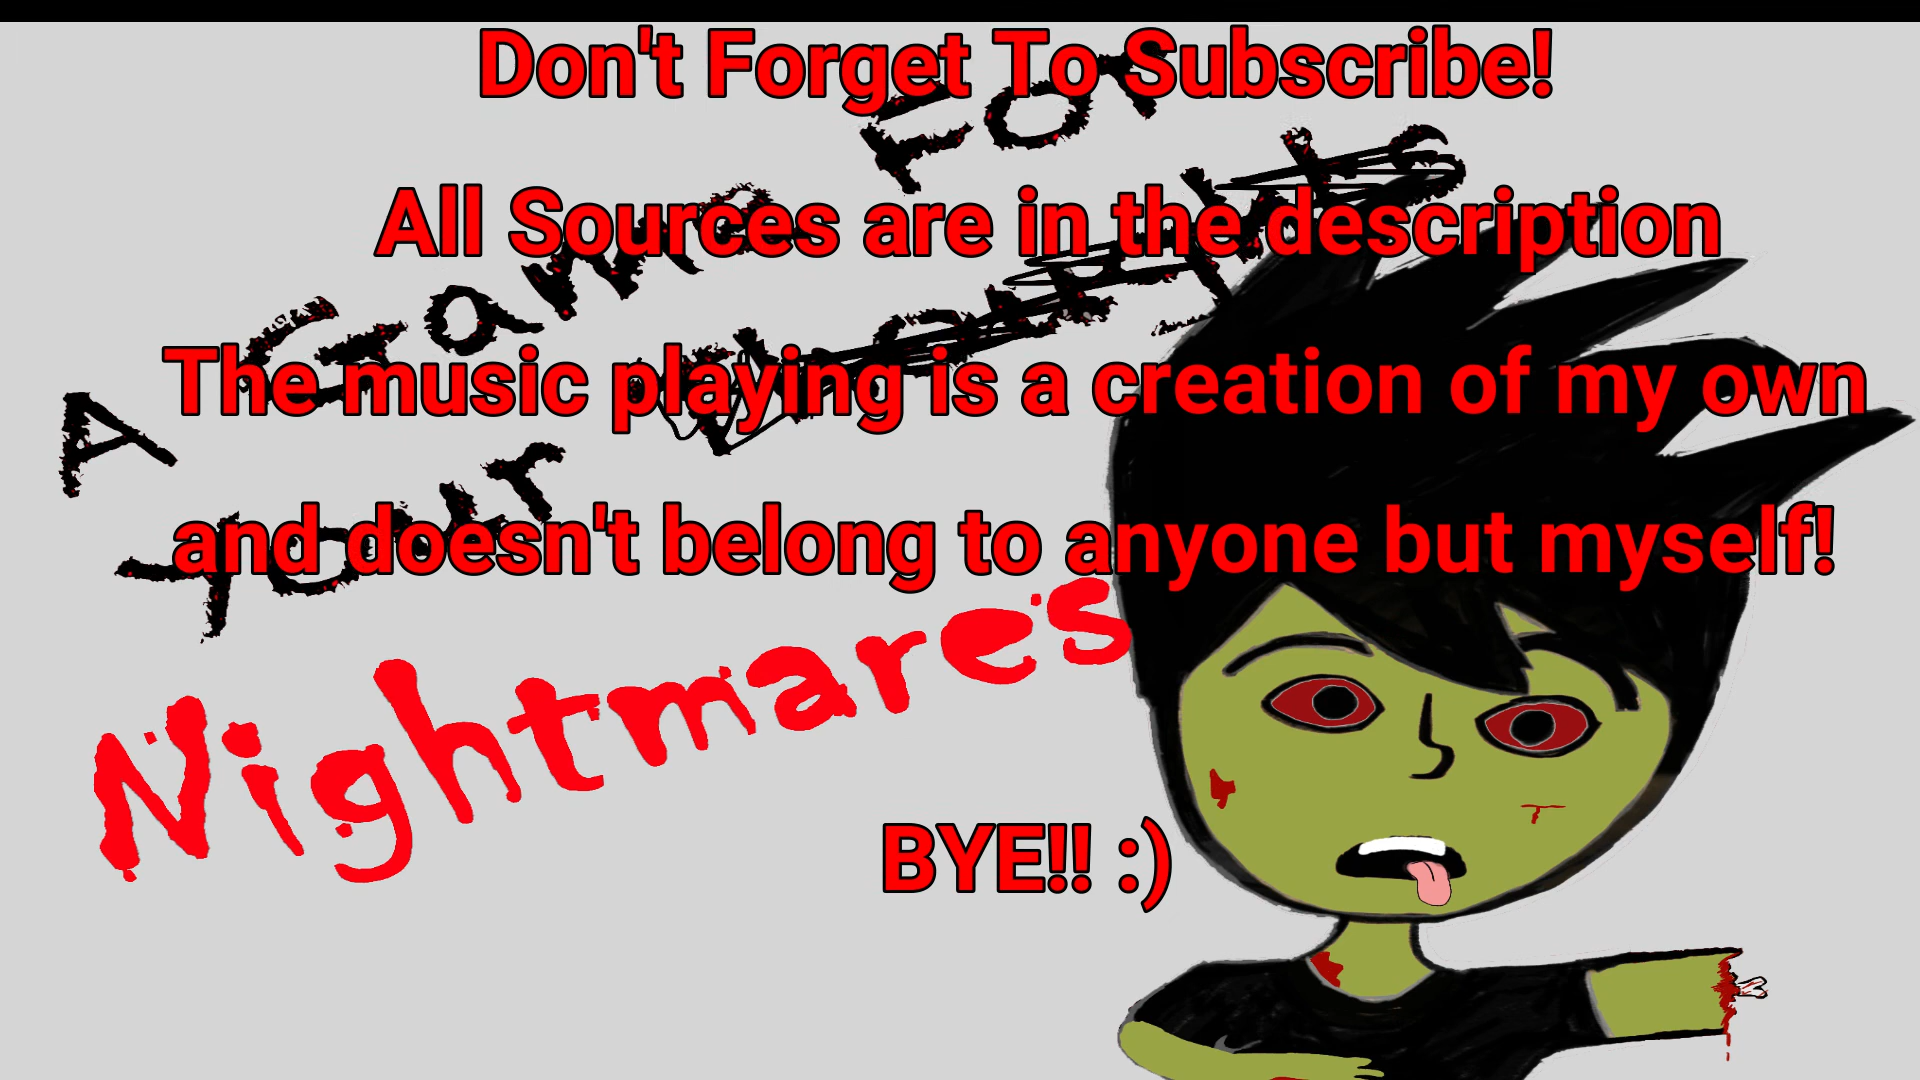 Don't Forget To Subscribe!
All Sources are in the description
The music playing is a creation of my own
and doesn't belong to anyone but myself!
BYE!! :)
A Game For
Your
Nightmares